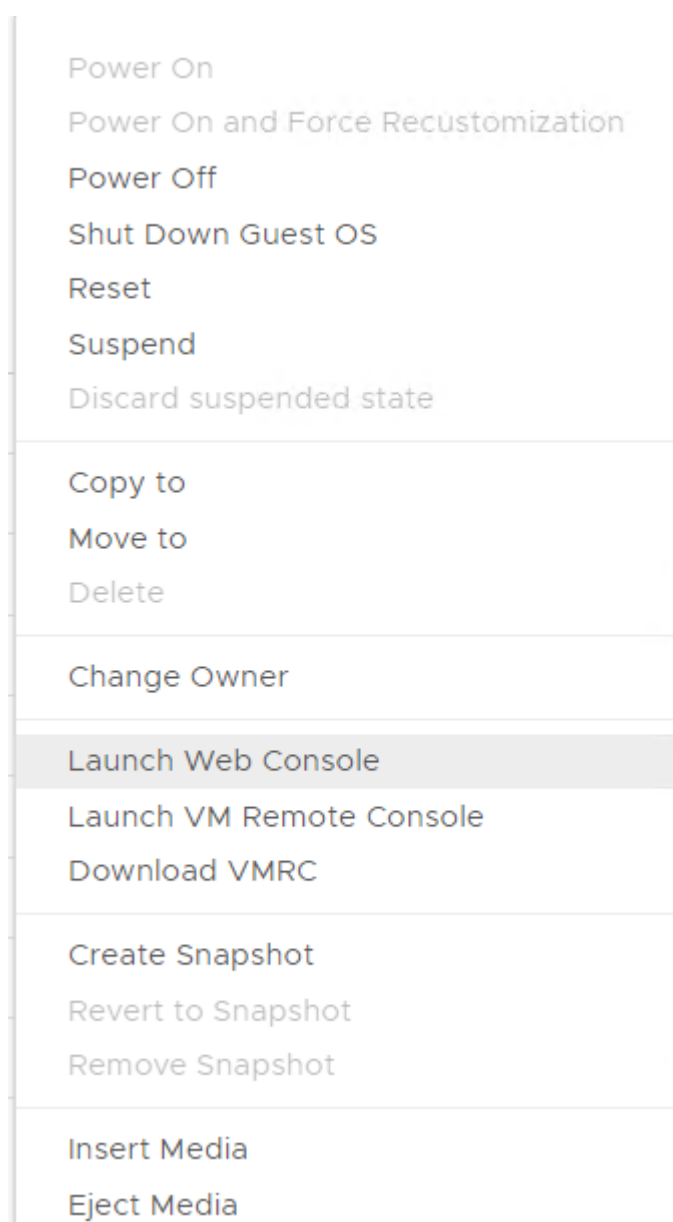 Power On
Power On and Force Recustomization
Power Off
Shut Down Guest OS
Reset
Suspend
Discard suspended state
Copy to
Move to
Delete
Change Owner
Launch Web Console
Launch VM Remote Console
Download VMRC
Create Snapshot
Revert to Snapshot
Remove Snapshot
Insert Media
Eject Media